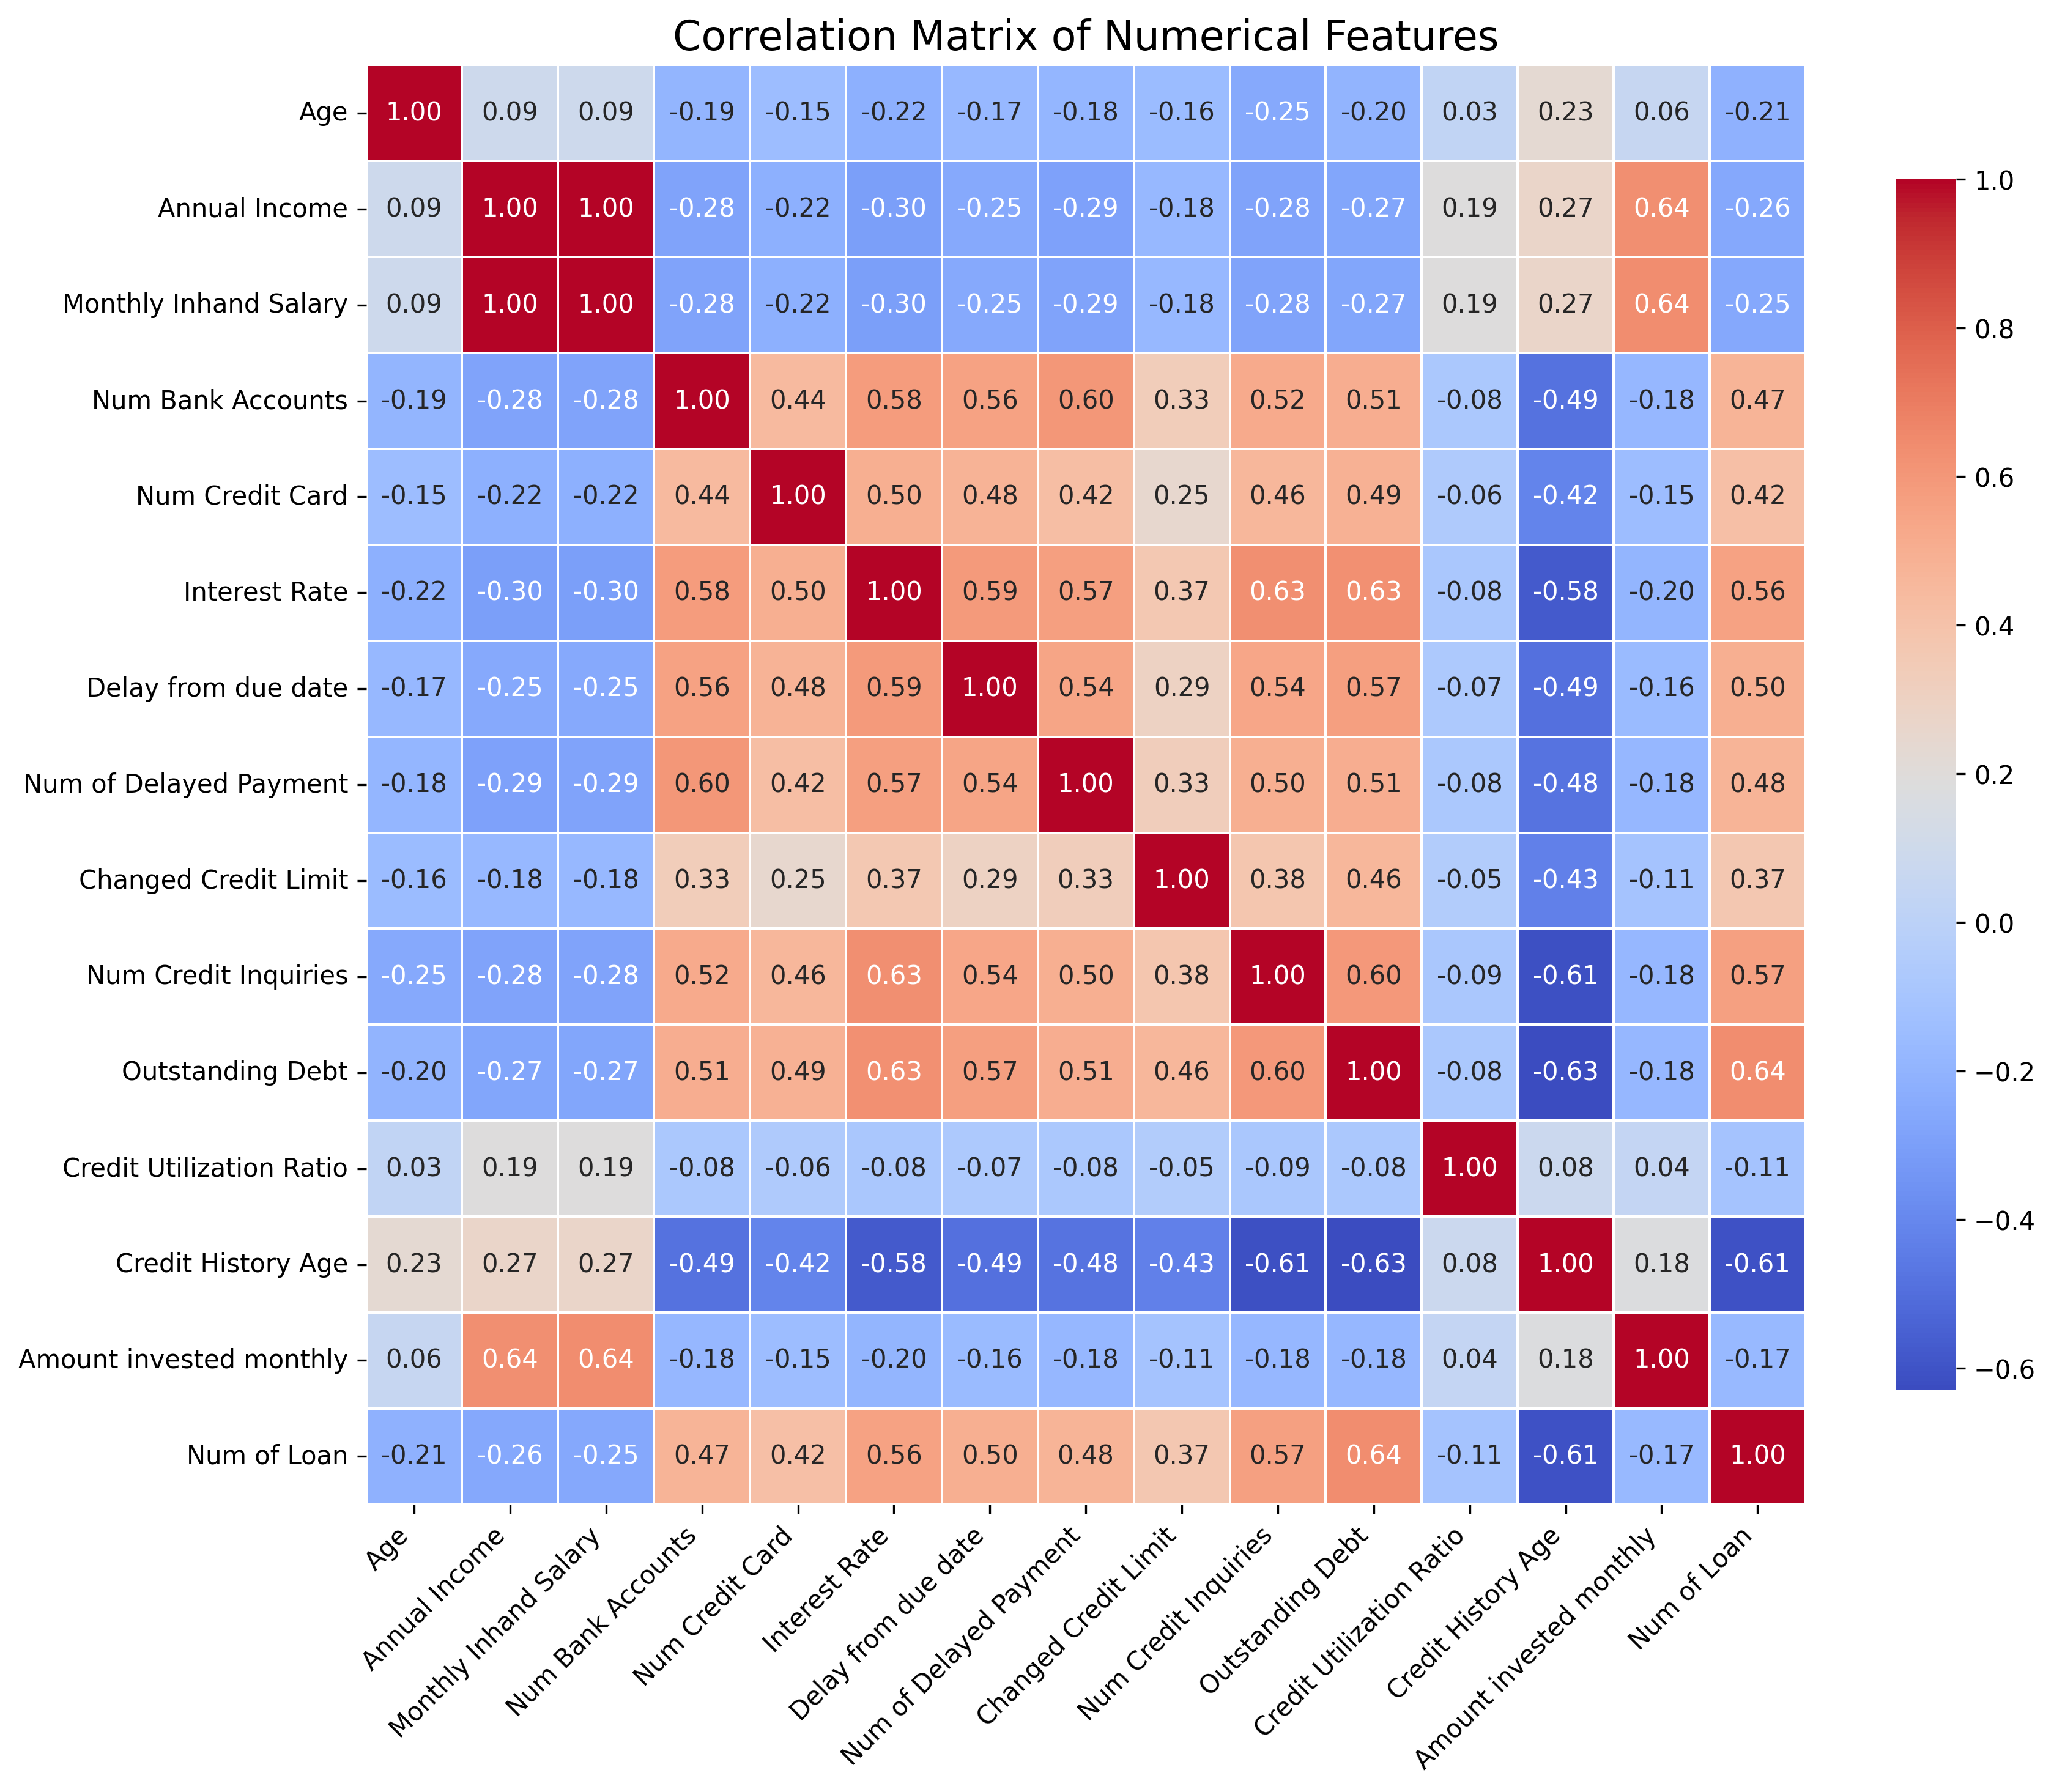 Correlation Matrix of Numerical Features
Age 1.00 0.09 0.09 -0.19 -0.15 -0.22 -0.17 -0.18 -0.16 -0.25 -0.20 0.03 0.23 0.06 -0.21
Annual Income 0.09 1.00 1.00 -0.28 -0.22 -0.30 -0.25 -0.29 -0.18 -0.28 -0.27 0.19 0.27 0.64 -0.26
Monthly Inhand Salary 0.09 1.00 1.00 -0.28 -0.22 -0.30 -0.25 -0.29 -0.18 -0.28 -0.27 0.19 0.27 0.64 -0.25
Num Bank Accounts -0.19 -0.28 -0.28 1.00 0.44 0.58 0.56 0.60 0.33 0.52 0.51 -0.08 -0.49 -0.18 0.47
Num Credit Card -0.15 -0.22 -0.22 0.44 1.00 0.50 0.48 0.42 0.25 0.46 0.49 -0.06 -0.42 -0.15 0.42
Interest Rate -0.22 -0.30 -0.30 0.58 0.50 1.00 0.59 0.57 0.37 0.63 0.63 -0.08 -0.58 -0.20 0.56
Delay from due date -0.17 -0.25 -0.25 0.56 0.48 0.59 1.00 0.54 0.29 0.54 0.57 -0.07 -0.49 -0.16 0.50
Num of Delayed Payment -0.18 -0.29 -0.29 0.60 0.42 0.57 0.54 1.00 0.33 0.50 0.51 -0.08 -0.48 -0.18 0.48
Changed Credit Limit -0.16 -0.18 -0.18 0.33 0.25 0.37 0.29 0.33 1.00 0.38 0.46 -0.05 -0.43 -0.11 0.37
Num Credit Inquiries -0.25 -0.28 -0.28 0.52 0.46 0.63 0.54 0.50 0.38 1.00 0.60 -0.09 -0.61 -0.18 0.57
Outstanding Debt -0.20 -0.27 -0.27 0.51 0.49 0.63 0.57 0.51 0.46 0.60 1.00 -0.08 -0.63 -0.18 0.64
Credit Utilization Ratio 0.03 0.19 0.19 -0.08 -0.06 -0.08 -0.07 -0.08 -0.05 -0.09 -0.08 1.00 0.08 0.04 -0.11
Credit History Age 0.23 0.27 0.27 -0.49 -0.42 -0.58 -0.49 -0.48 -0.43 -0.61 -0.63 0.08 1.00 0.18 -0.61
Amount invested monthly 0.06 0.64 0.64 -0.18 -0.15 -0.20 -0.16 -0.18 -0.11 -0.18 -0.18 0.04 0.18 1.00 -0.17
Num of Loan -0.21 -0.26 -0.25 0.47 0.42 0.56 0.50 0.48 0.37 0.57 0.64 -0.11 -0.61 -0.17 1.00
Age
Annual Income
Monthly Inhand Salary
Num Bank Accounts
Num Credit Card
Interest Rate
Delay from due date
Num of Delayed Payment
Changed Credit Limit
Num Credit Inquiries
Outstanding Debt
Credit Utilization Ratio
Credit History Age
Amount invested monthly
Num of Loan
1.0
0.8
0.6
0.4
0.2
0.0
−0.2
−0.4
−0.6